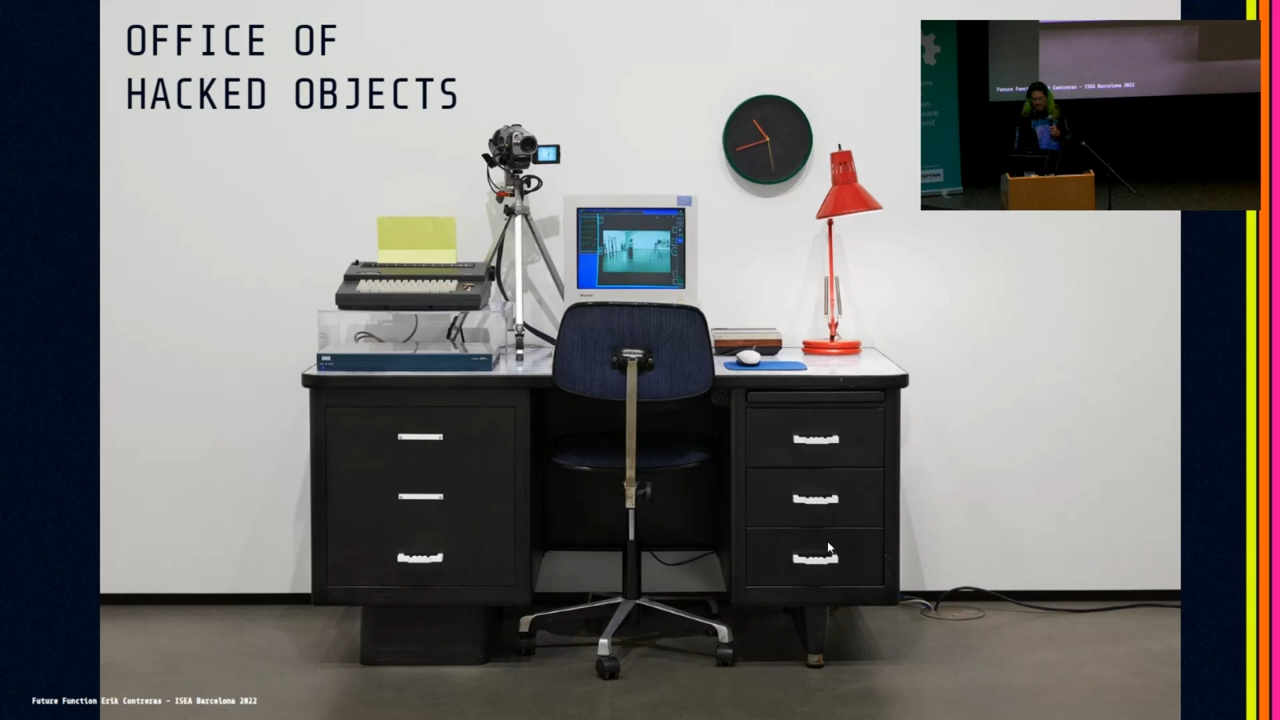 OFFICE OF
HACKED OBJECTS
Future Function Erik Contreras - ISEA Barcelona 2022